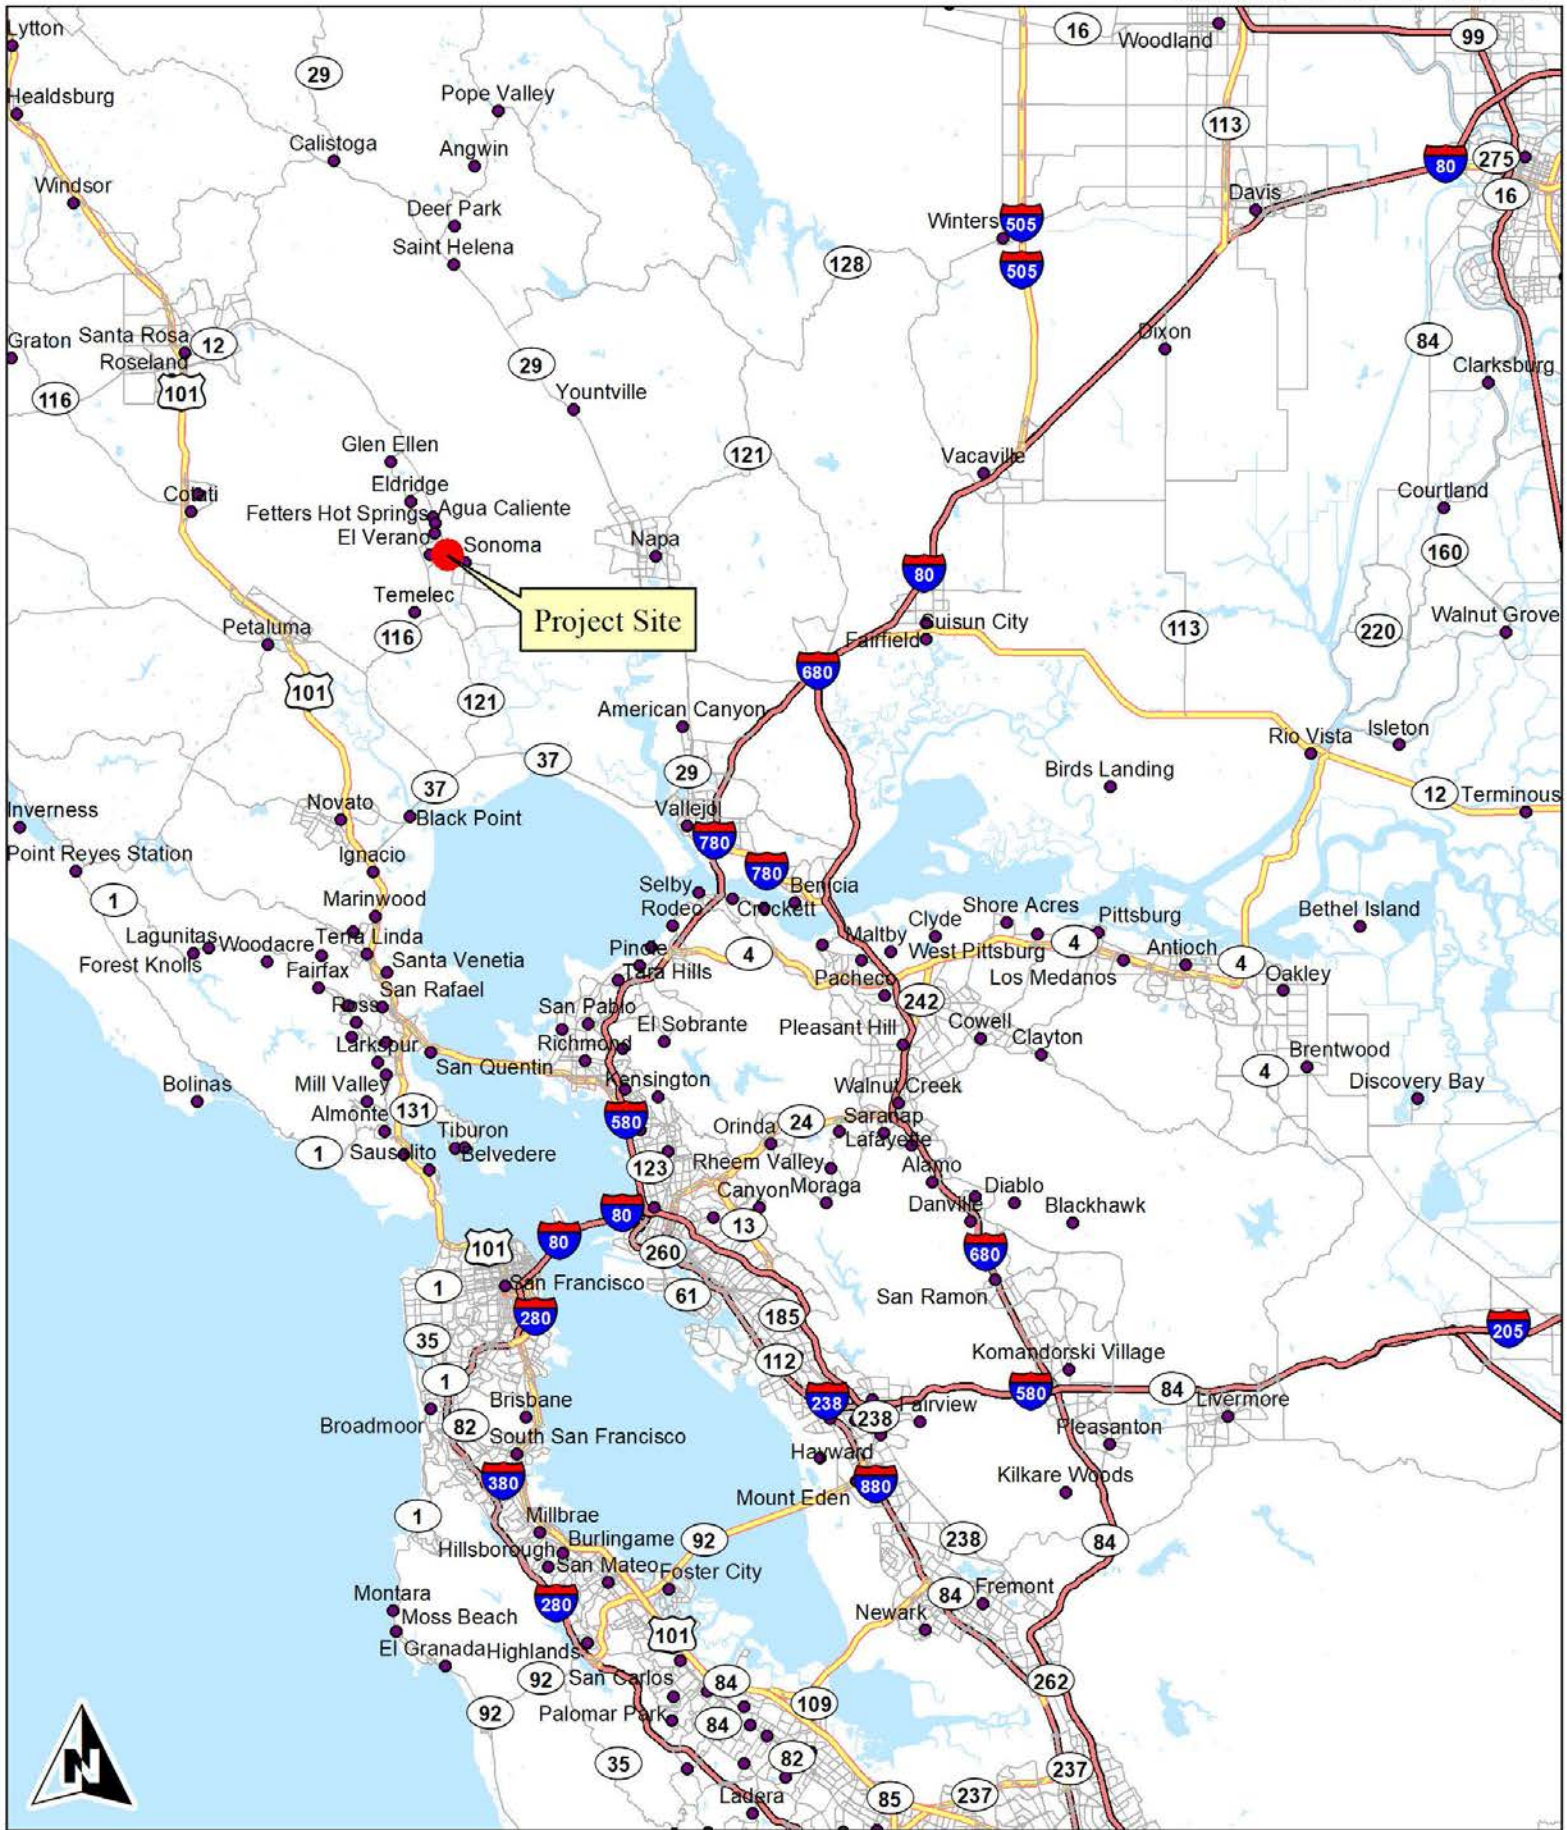 Lytton
16
Woodland
99
29
Healdsburg
Pope Valley
113
Calistoga
Angwin
80
275
Windsor
16
Davis
Deer Park
Winters
505
Saint Helena
128
505
Graton
Santa Rosa
12
Dixon
84
Roseland
29
Clarksburg
101
116
Yountville
Glen Ellen
121
Vacaville
Eldridge
Courtland
Cotati
Agua Caliente
Fetters Hot Springs
El Verano
Sonoma
Napa
160
80
Temelec
Project Site
Walnut Grove
Petaluma
116
Suisun City
113
220
Fairfield
680
101
121
American Canyon
Isleton
Rio Vista
37
29
Birds Landing
37
12
Terminous
Inverness
Novato
Black Point
Vallejo
780
Point Reyes Station
Ignacio
780
Selby
Benicia
1
Marinwood
Rodeo
Crockett
Shore Acres
Bethel Island
Clyde
Pittsburg
Lagunitas
Woodacre
Terra Linda
Maltby
4
Forest Knolls
Pinole
4
West Pittsburg
Antioch
4
Fairfax
Santa Venetia
Tara Hills
Pacheco
Los Medanos
Oakley
San Rafael
242
Ross
San Pablo
El Sobrante
Pleasant Hill
Cowell
Larkspur
Richmond
Clayton
Brentwood
San Quentin
4
Bolinas
Mill Valley
Kensington
Walnut Creek
Discovery Bay
Almonte
131
580
Orinda
24
Saranap
Tiburon
Lafayette
1
Sausalito
Belvedere
123
Rheem Valley
Alamo
Canyon
Moraga
Diablo
80
Danville
Blackhawk
80
13
101
260
680
1
San Francisco
61
San Ramon
280
185
205
35
112
Komandorski Village
1
580
84
238
Livermore
Brisbane
Fairview
Broadmoor
82
238
Pleasanton
South San Francisco
Hayward
380
880
Kilkare Woods
Mount Eden
1
Millbrae
92
238
84
Burlingame
Hillsborough
San Mateo
Foster City
Montara
280
84
Fremont
Moss Beach
Newark
101
El Granada
Highlands
92
San Carlos
84
262
109
92
Palomar Park
84
35
82
237
N
Ladera
85
237